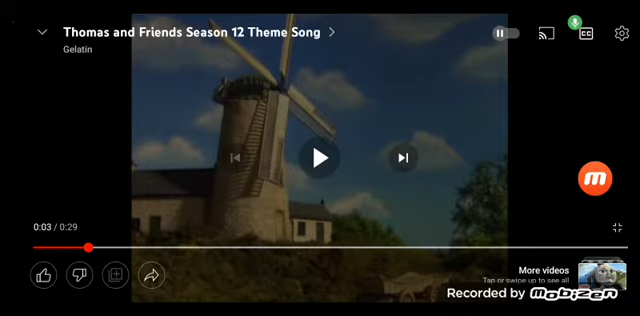 Thomas and Friends Season 12 Theme Song
Gelatin
CC
0:03 / 0:29
More videos
Tap or swipe up to see all
Recorded by Mobizen